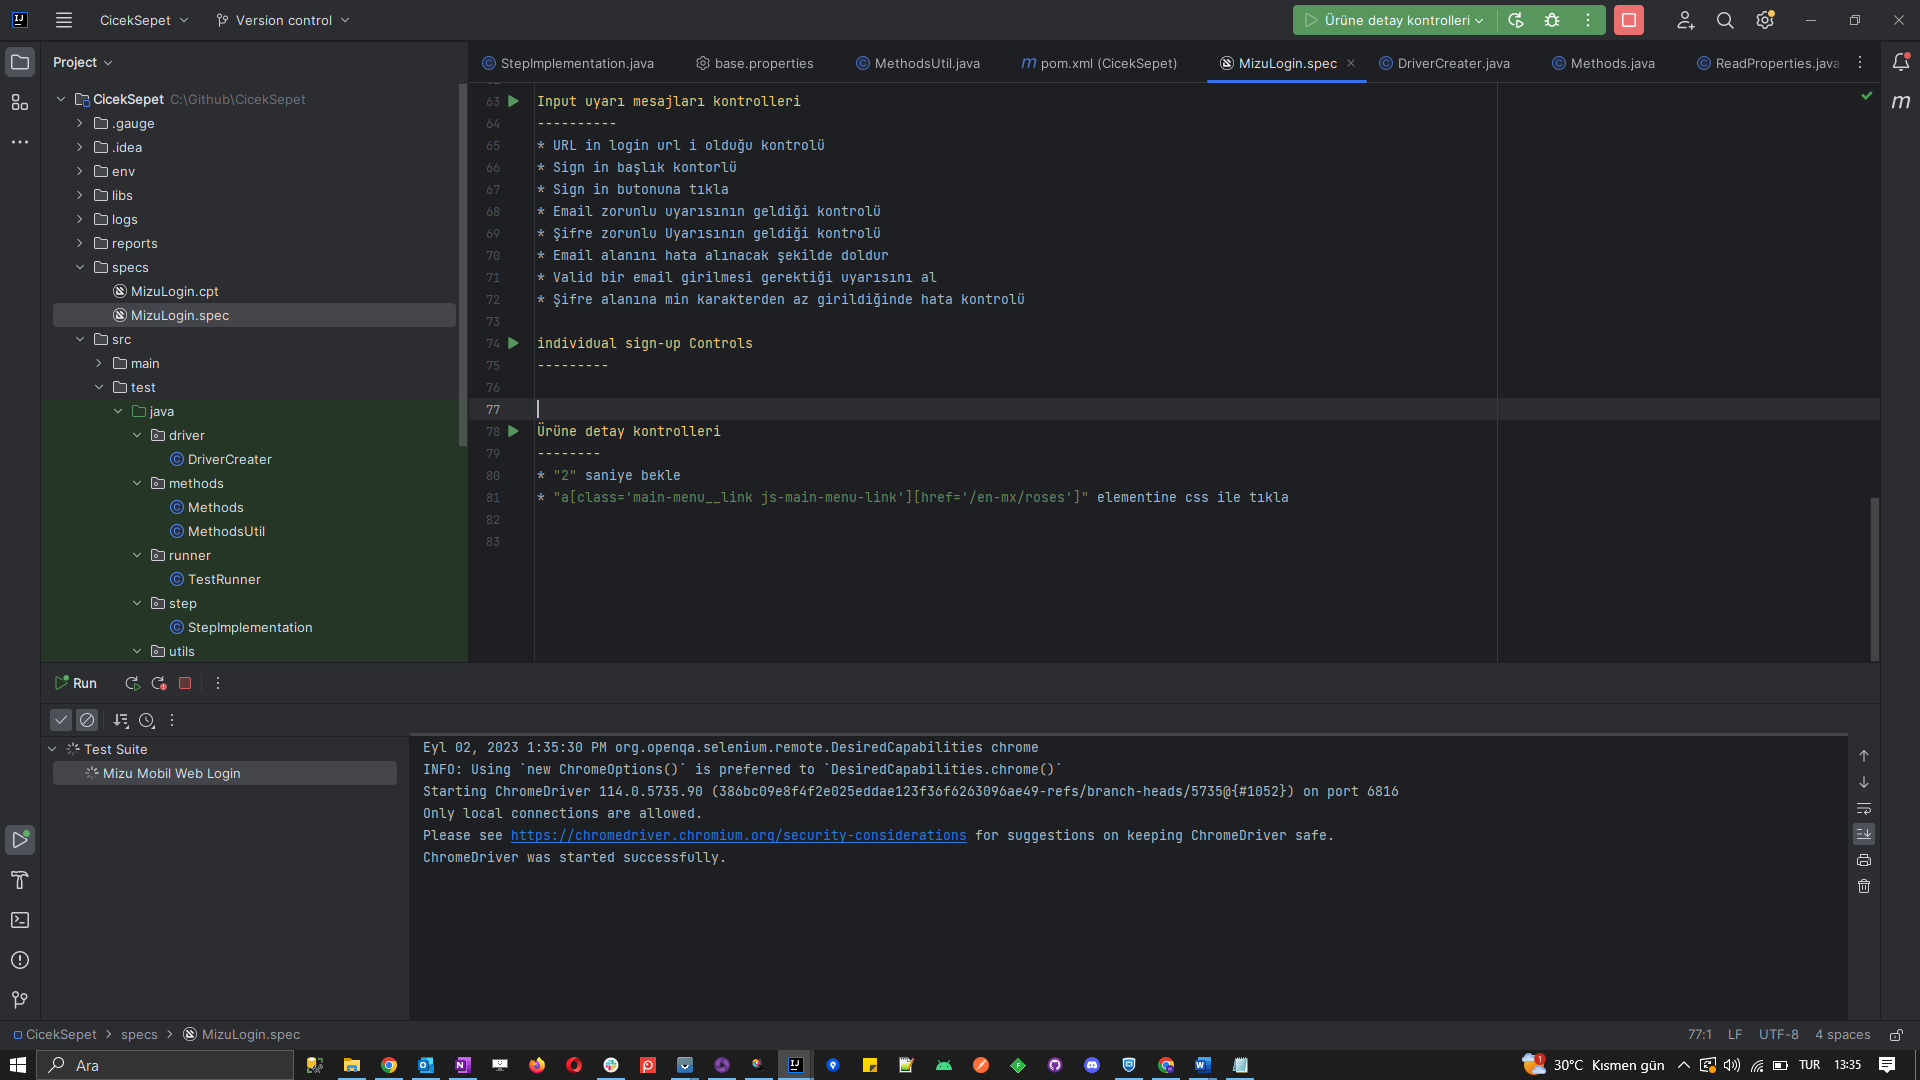 CicekSepet
Version control
Ürüne detay kontrolleri
Project
StepImplementation.java
base.properties
MethodsUtil.java
pom.xml (CicekSepet)
MizuLogin.spec
DriverCreater.java
Methods.java
ReadProperties.java
CicekSepet C:\Github\CicekSepet
.gauge
.idea
env
libs
logs
reports
specs
MizuLogin.cpt
MizuLogin.spec
src
main
test
java
driver
DriverCreater
methods
Methods
MethodsUtil
runner
TestRunner
step
StepImplementation
utils
63 Input uyarı mesajları kontrolleri
64 ----------
65 * URL in login url i olduğu kontrolü
66 * Sign in başlık kontorlü
67 * Sign in butonuna tıkla
68 * Email zorunlu uyarısının geldiği kontrolü
69 * Şifre zorunlu Uyarısının geldiği kontrolü
70 * Email alanını hata alınacak şekilde doldur
71 * Valid bir email girilmesi gerektiği uyarısını al
72 * Şifre alanına min karakterden az girildiğinde hata kontrolü
73
74 individual sign-up Controls
75 ---------
76
77
78 Ürüne detay kontrolleri
79 --------
80 * "2" saniye bekle
81 * "a[class='main-menu__link js-main-menu-link'][href='/en-mx/roses']" elementine css ile tıkla
82
83
Run
Test Suite
Mizu Mobil Web Login
Eyl 02, 2023 1:35:30 PM org.openqa.selenium.remote.DesiredCapabilities chrome
INFO: Using `new ChromeOptions()` is preferred to `DesiredCapabilities.chrome()`
Starting ChromeDriver 114.0.5735.90 (386bc09e8f4f2e025eddae123f36f6263096ae49-refs/branch-heads/5735@{#1052}) on port 6816
Only local connections are allowed.
Please see https://chromedriver.chromium.org/security-considerations for suggestions on keeping ChromeDriver safe.
ChromeDriver was started successfully.
CicekSepet > specs > MizuLogin.spec
77:1 LF UTF-8 4 spaces
Ara
30°C Kısmen gün
TUR
13:35